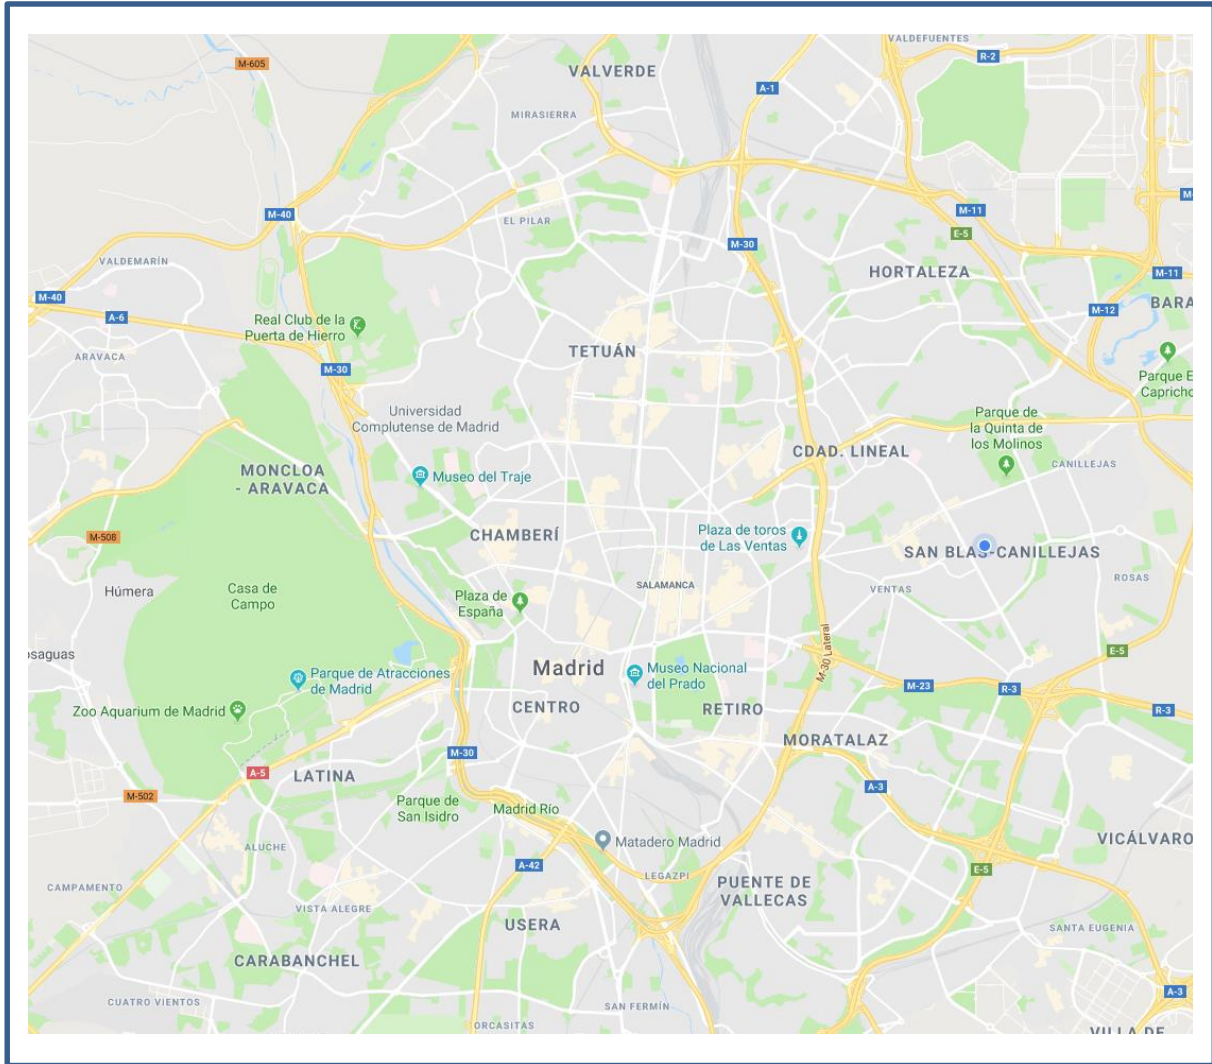 VALDEFUENTES
M-605
R-2
VALVERDE
A-1
MIRASIERRA
M-40
EL PILAR
M-11
E-5
M-30
VALDEMARÍN
HORTALEZA
M-11
M-40
A-6
Real Club de la
Puerta de Hierro
M-12
BARA
TETUÁN
ARAVACA
M-30
Parque E
Capricho
Universidad
Complutense de Madrid
Parque de
la Quinta de
los Molinos
CDAD. LINEAL
CANILLEJAS
MONCLOA
- ARAVACA
Museo del Traje
M-508
CHAMBERÍ
Plaza de toros
de Las Ventas
SAN BLAS-CANILLEJAS
Húmera
Casa de
Campo
Plaza de
España
SALAMANCA
VENTAS
ROSAS
osaguas
M-30 Lateral
E-5
Parque de Atracciones
de Madrid
Madrid
Museo Nacional
del Prado
M-23
R-3
Zoo Aquarium de Madrid
CENTRO
RETIRO
R-3
MORATALAZ
M-30
A-5
LATINA
A-3
M-502
Parque de
San Isidro
Madrid Río
Matadero Madrid
VICÁLVARO
ALUCHE
A-42
LEGAZPI
E-5
CAMPAMENTO
PUENTE DE
VALLECAS
VISTA ALEGRE
USERA
SANTA EUGENIA
CARABANCHEL
A-3
CUATRO VIENTOS
SAN FERMÍN
ORCASITAS
VILLA DE